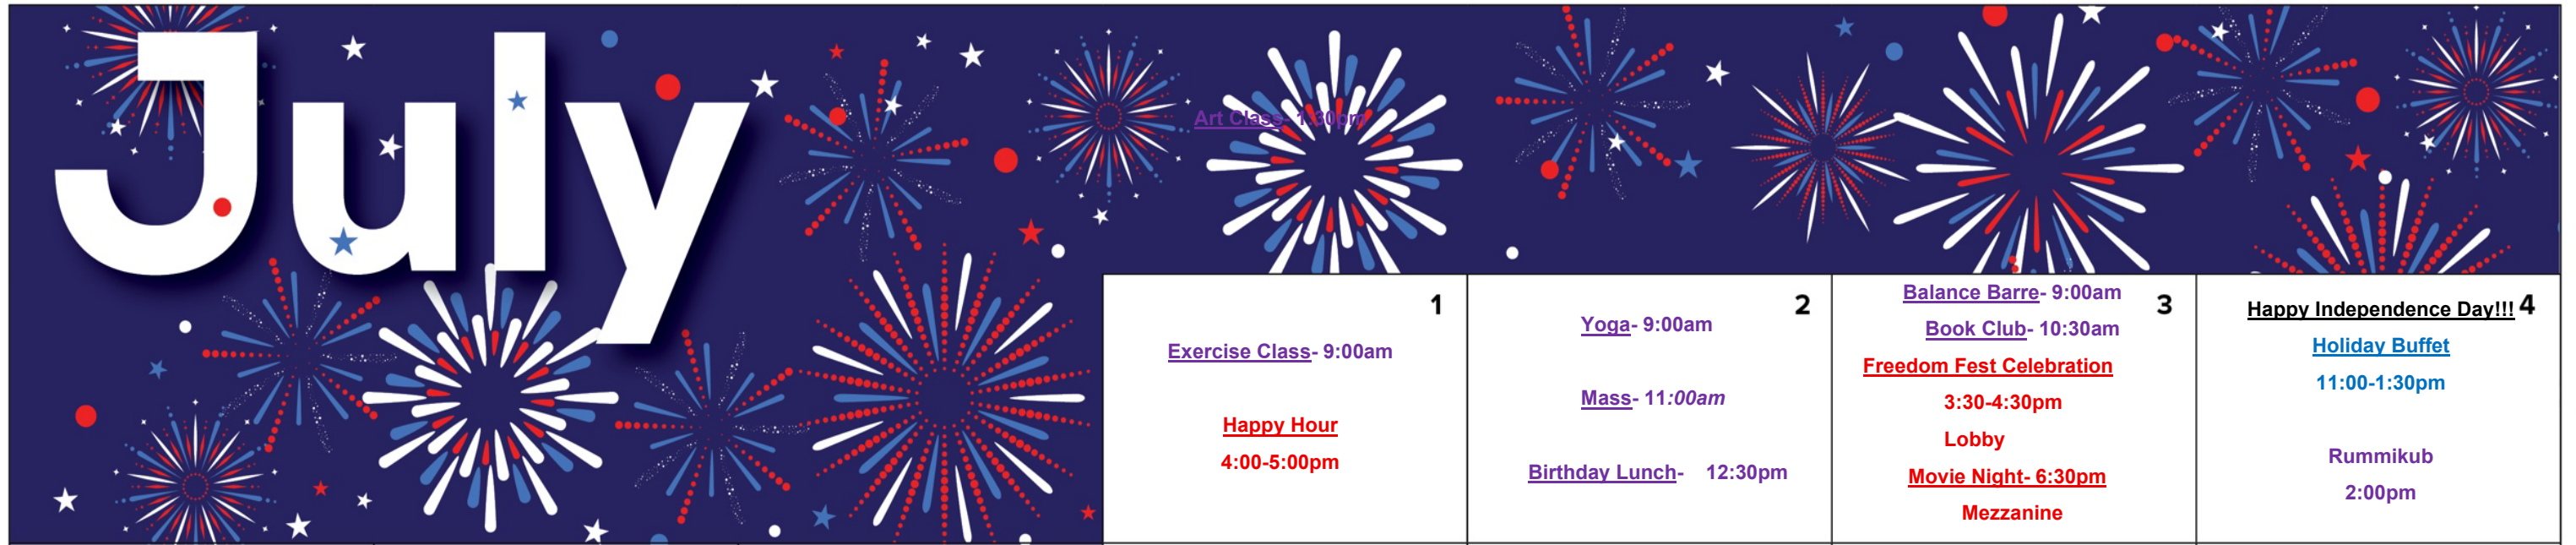 July
Art Class- 1:30pm
1
Exercise Class- 9:00am
Happy Hour
4:00-5:00pm
2
Yoga- 9:00am
Mass- 11:00am
Birthday Lunch- 12:30pm
Balance Barre- 9:00am
3
Book Club- 10:30am
Freedom Fest Celebration
3:30-4:30pm
Lobby
Movie Night- 6:30pm
Mezzanine
Happy Independence Day!!! 4
Holiday Buffet
11:00-1:30pm
Rummikub
2:00pm